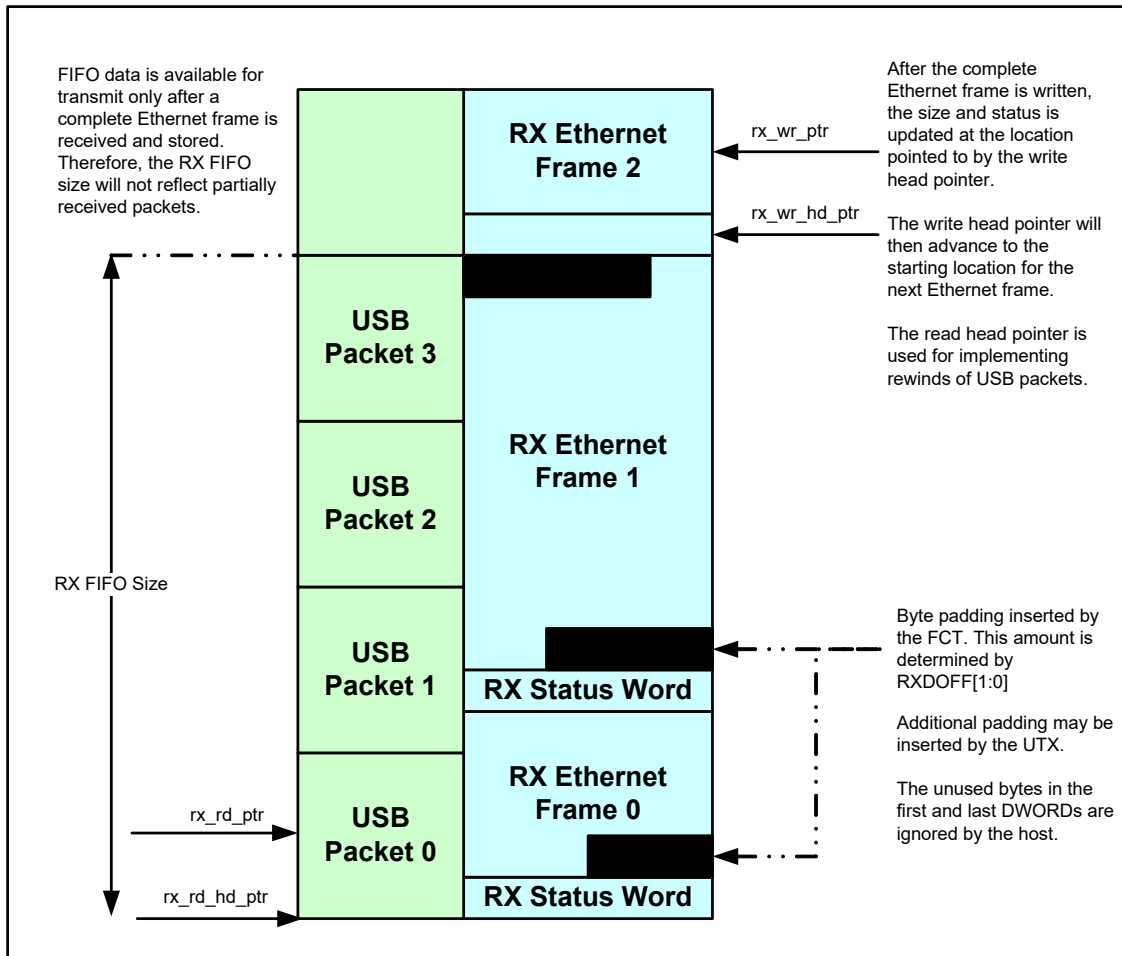 FIFO data is available for
transmit only after a
complete Ethernet frame is
received and stored.
Therefore, the RX FIFO
size will not reflect partially
received packets.
RX FIFO Size
rx_rd_ptr
rx_rd_hd_ptr
USB
Packet 3
USB
Packet 2
USB
Packet 1
USB
Packet 0
RX Ethernet
Frame 2
RX Ethernet
Frame 1
RX Status Word
RX Ethernet
Frame 0
RX Status Word
rx_wr_ptr
rx_wr_hd_ptr
After the complete
Ethernet frame is written,
the size and status is
updated at the location
pointed to by the write
head pointer.
The write head pointer will
then advance to the
starting location for the
next Ethernet frame.
The read head pointer is
used for implementing
rewinds of USB packets.
Byte padding inserted by
the FCT. This amount is
determined by
RXDOFF[1:0]
Additional padding may be
inserted by the UTX.
The unused bytes in the
first and last DWORDs are
ignored by the host.